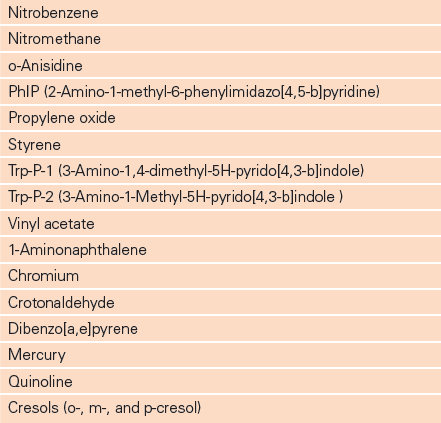 Nitrobenzene
Nitromethane
o-Anisidine
PhIP (2-Amino-1-methyl-6-phenylimidazo[4,5-b]pyridine)
Propylene oxide
Styrene
Trp-P-1 (3-Amino-1,4-dimethyl-5H-pyrido[4,3-b]indole)
Trp-P-2 (3-Amino-1-Methyl-5H-pyrido[4,3-b]indole )
Vinyl acetate
1-Aminonaphthalene
Chromium
Crotonaldehyde
Dibenzo[a,e]pyrene
Mercury
Quinoline
Cresols (o-, m-, and p-cresol)